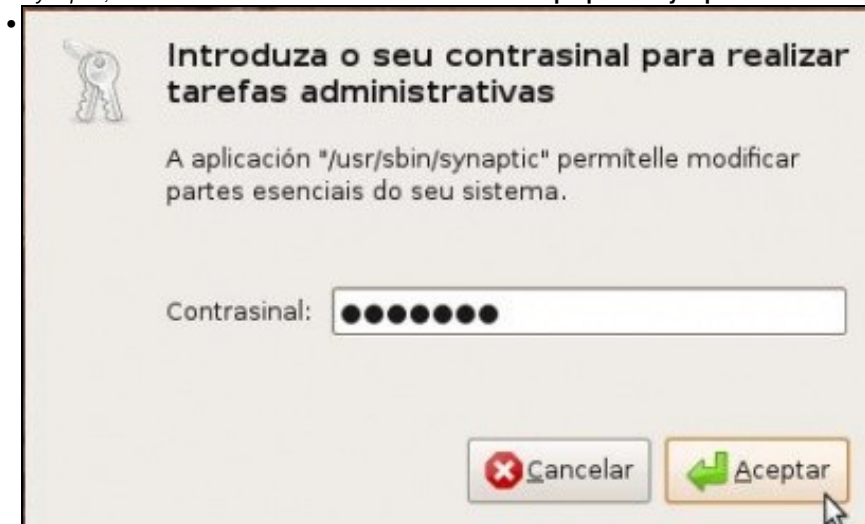 Introduza o seu contrasinal para realizar
tarefas administrativas
A aplicación "/usr/sbin/synaptic" permítelle modificar
partes esenciais do seu sistema.
Contrasinal: ●●●●●●●
Cancelar
Aceptar